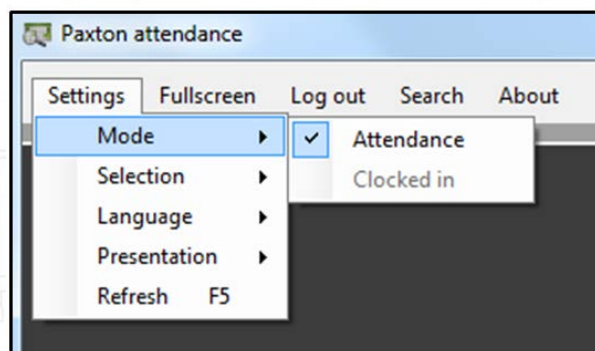 Paxton attendance
Settings Fullscreen Log out Search About
Mode
Attendance
Selection
Clocked in
Language
Presentation
Refresh F5